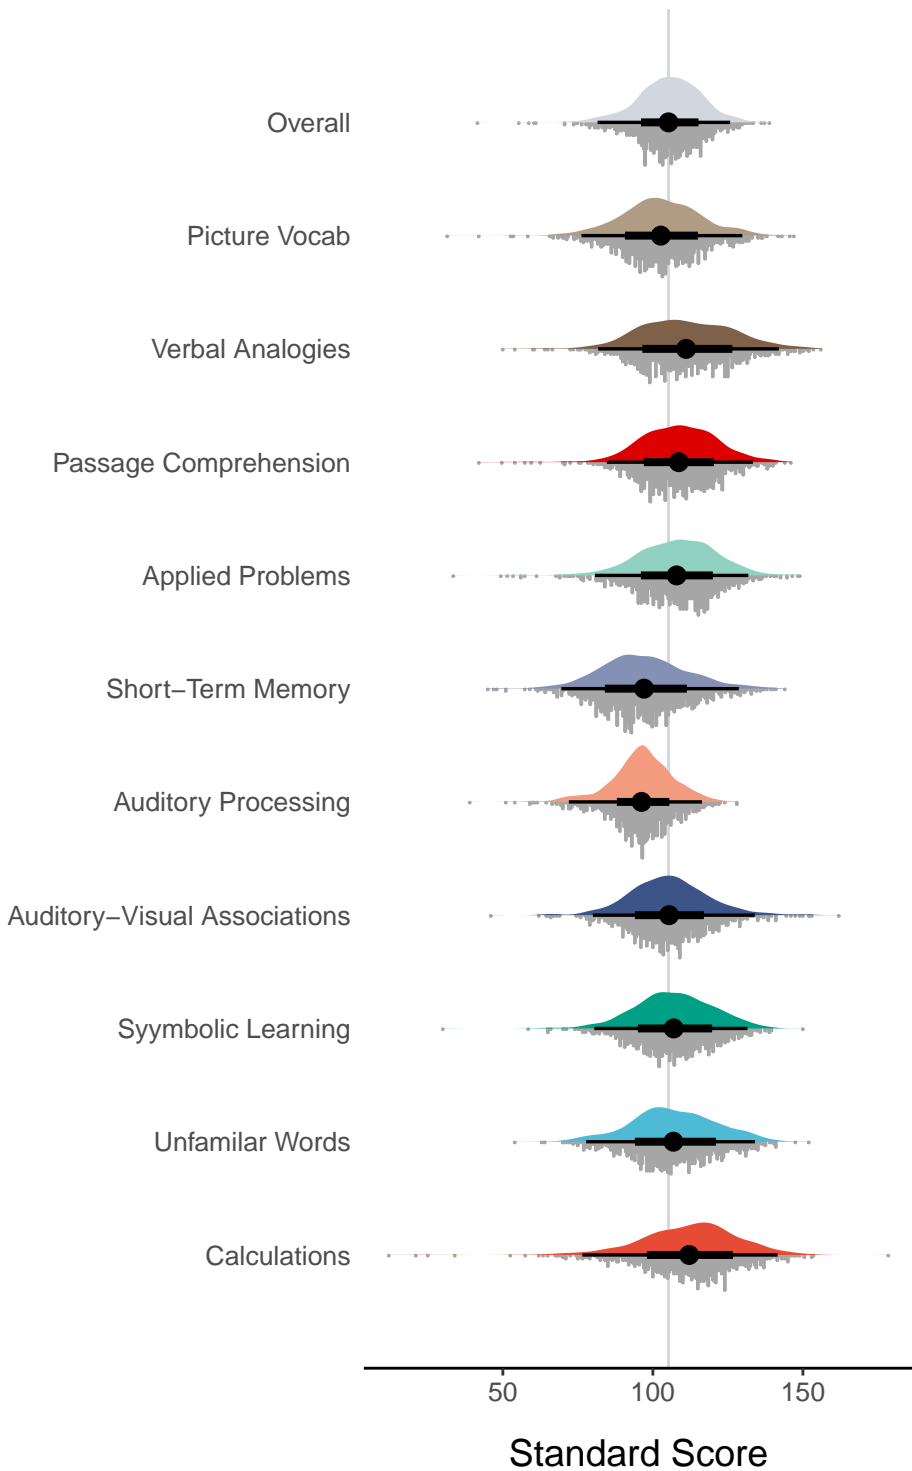 Overall
Picture Vocab
Verbal Analogies
Passage Comprehension
Applied Problems
Short−Term Memory
Auditory Processing
Auditory−Visual Associations
Syymbolic Learning
Unfamilar Words
Calculations
50 100 150
Standard Score